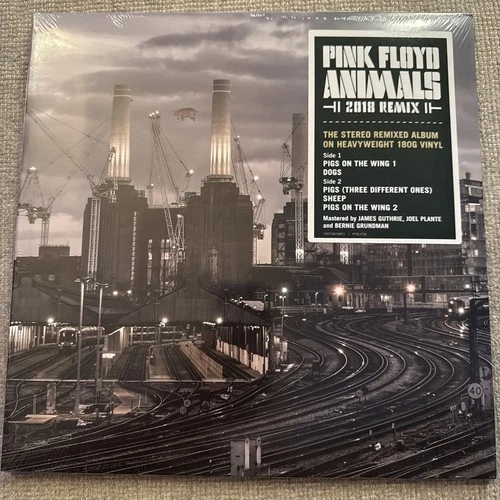 PINK FLOYD
ANIMALS
2018 REMIX
THE STEREO REMIXED ALBUM
ON HEAVYWEIGHT 180G VINYL
Side 1
PIGS ON THE WING 1
DOGS
Side 2
PIGS (THREE DIFFERENT ONES)
SHEEP
PIGS ON THE WING 2
Mastered by JAMES GUTHRIE, JOEL PLANTE
and BERNIE GRUNDMAN
40